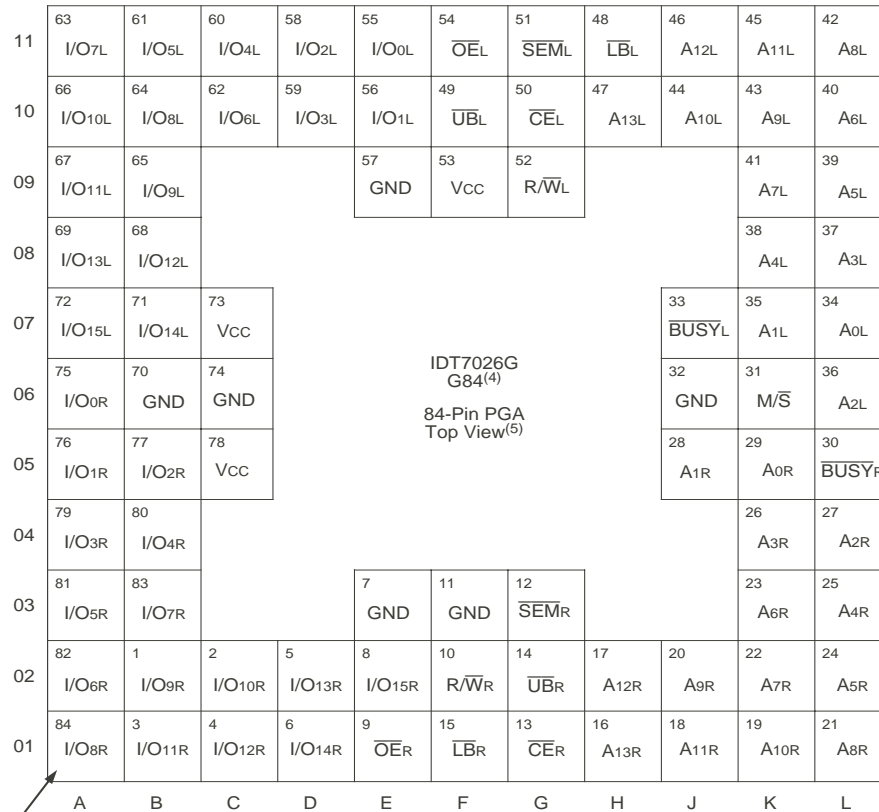 63 61 60 58 55 54 51 48 46 45 42
11 I/O7L I/O5L I/O4L I/O2L I/O0L OEL SEML LBL A12L A11L A8L
66 64 62 59 56 49 50 47 44 43 40
10 I/O10L I/O8L I/O6L I/O3L I/O1L UBL CEL A13L A10L A9L A6L
67 65 57 53 52 41 39
09 I/O11L I/O9L GND VCC R/WL A7L A5L
69 68 38 37
08 I/O13L I/O12L A4L A3L
72 71 73 33 35 34
07 I/O15L I/O14L VCC BUSYL A1L A0L
IDT7026G
G84(4)
75 70 74 32 31 36
06 I/O0R GND GND GND M/S A2L
84-Pin PGA
Top View(5)
76 77 78 28 29 30
05 I/O1R I/O2R VCC A1R A0R BUSYR
79 80 26 27
04 I/O3R I/O4R A3R A2R
81 83 7 11 12 23 25
03 I/O5R I/O7R GND GND SEMR A6R A4R
82 1 2 5 8 10 14 17 20 22 24
02 I/O6R I/O9R I/O10R I/O13R I/O15R R/WR UBR A12R A9R A7R A5R
84 3 4 6 9 15 13 16 18 19 21
01 I/O8R I/O11R I/O12R I/O14R OER LBR CER A13R A11R A10R A8R
A B C D E F G H J K L